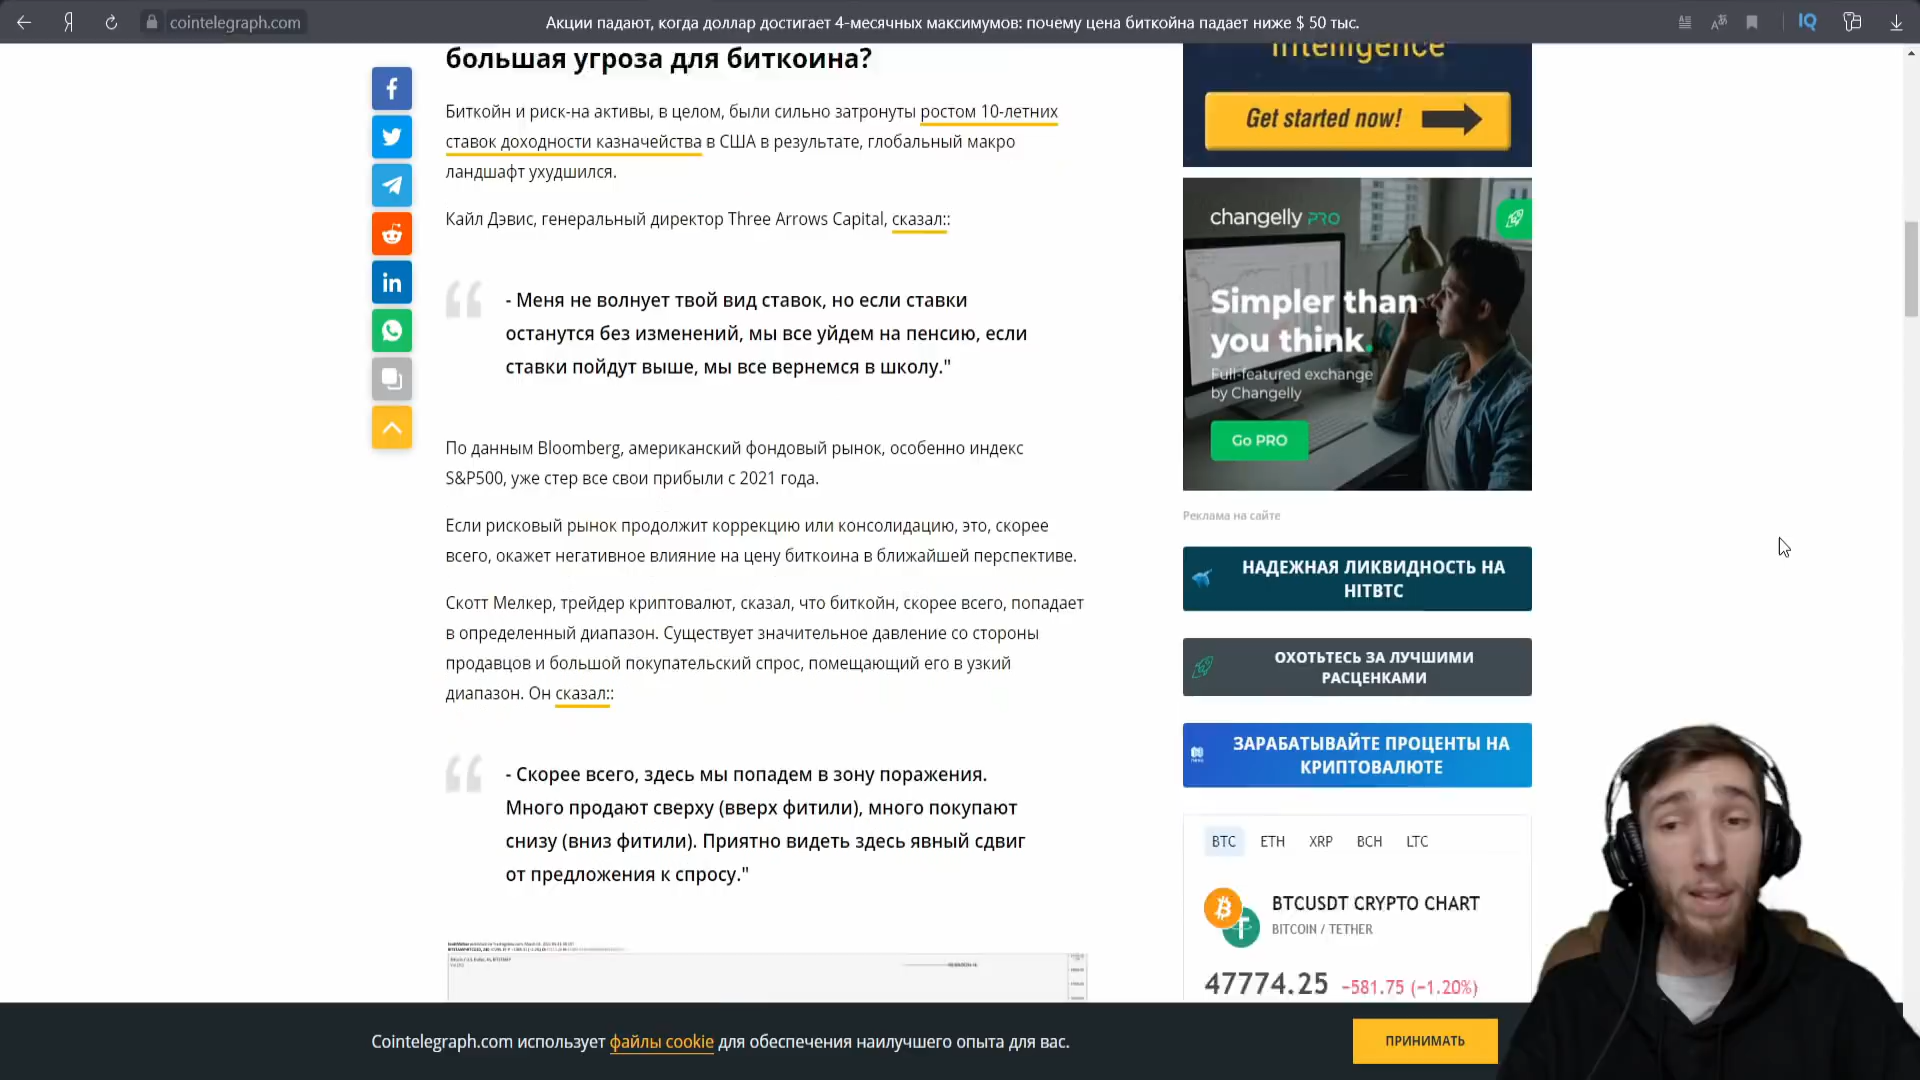 Я
cointelegraph.com
Акции падают, когда доллар достигает 4-месячных максимумов: почему цена биткойна падает ниже $ 50 тыс.
IQ
большая угроза для биткоина?
Биткойн и риск-на активы, в целом, были сильно затронуты ростом 10-летних
ставок доходности казначейства в США в результате, глобальный макро
ландшафт ухудшился.
Кайл Дэвис, генеральный директор Three Arrows Capital, сказал::
- Меня не волнует твой вид ставок, но если ставки
останутся без изменений, мы все уйдем на пенсию, если
ставки пойдут выше, мы все вернемся в школу."
По данным Bloomberg, американский фондовый рынок, особенно индекс
S&P500, уже стер все свои прибыли с 2021 года.
Если рисковый рынок продолжит коррекцию или консолидацию, это, скорее
всего, окажет негативное влияние на цену биткоина в ближайшей перспективе.
Скотт Мелкер, трейдер криптовалют, сказал, что биткойн, скорее всего, попадает
в определенный диапазон. Существует значительное давление со стороны
продавцов и большой покупательский спрос, помещающий его в узкий
диапазон. Он сказал::
- Скорее всего, здесь мы попадем в зону поражения.
Много продают сверху (вверх фитили), много покупают
снизу (вниз фитили). Приятно видеть здесь явный сдвиг
от предложения к спросу."
intelligence
Get started now!
changelly PRO
Simpler than
you think.
Full-featured exchange
by Changelly
Go PRO
Реклама на сайте
НАДЕЖНАЯ ЛИКВИДНОСТЬ НА
HITBTC
ОХОТЬТЕСЬ ЗА ЛУЧШИМИ
РАСЦЕНКАМИ
ЗАРАБАТЫВАЙТЕ ПРОЦЕНТЫ НА
КРИПТОВАЛЮТЕ
BTC ETH XRP BCH LTC
BTCUSDT CRYPTO CHART
BITCOIN / TETHER
47774.25 −581.75 (−1.20%)
Cointelegraph.com использует файлы cookie для обеспечения наилучшего опыта для вас.
ПРИНИМАТЬ